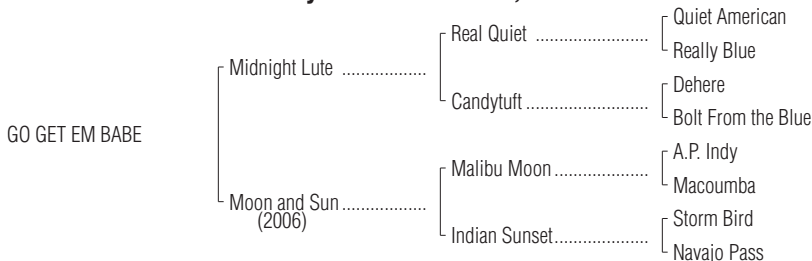 Quiet American
Real Quiet ........................
Really Blue
Midnight Lute ..................
Dehere
Candytuft ..........................
Bolt From the Blue
GO GET EM BABE
A.P. Indy
Malibu Moon ....................
Macoumba
Moon and Sun ..................
(2006)
Storm Bird
Indian Sunset....................
Navajo Pass